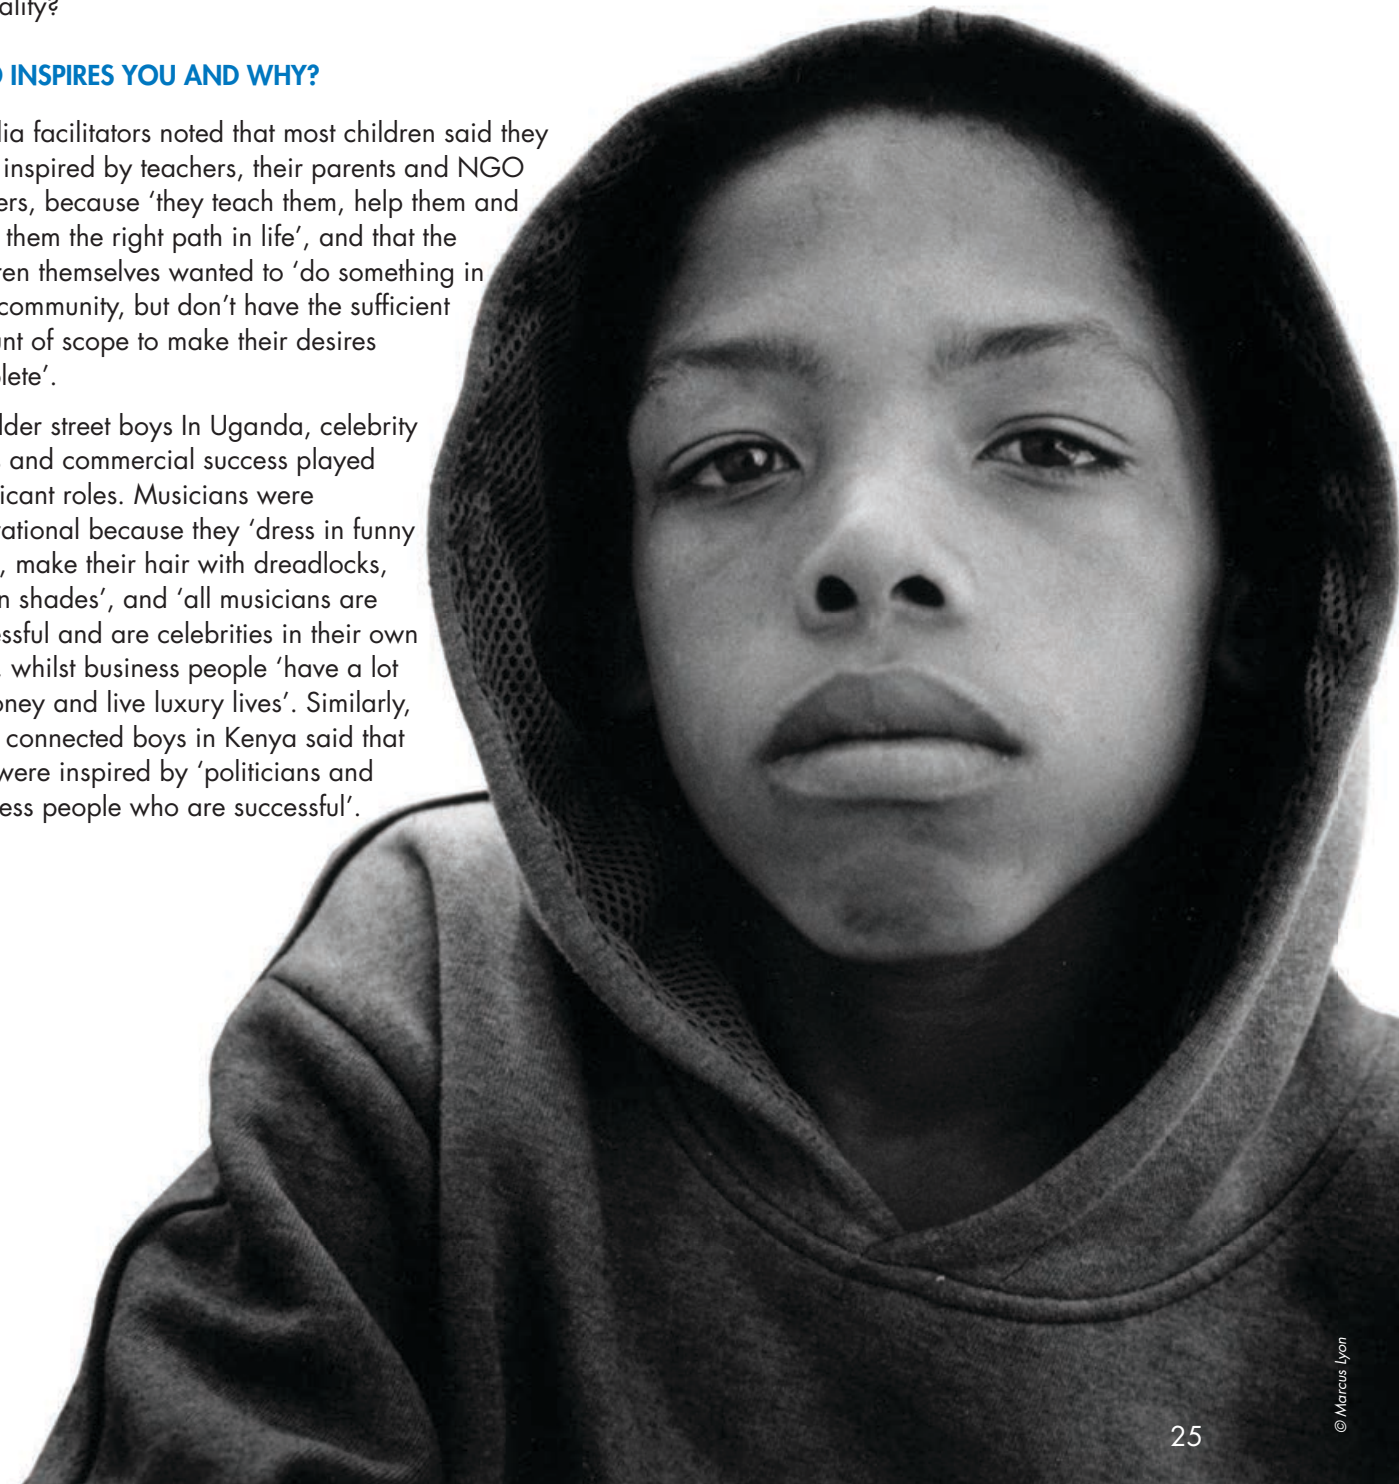 ality?
O INSPIRES YOU AND WHY?
lia facilitators noted that most children said they
inspired by teachers, their parents and NGO
ers, because ‘they teach them, help them and
them the right path in life’, and that the
ren themselves wanted to ‘do something in
community, but don’t have the sufficient
unt of scope to make their desires
plete’.
lder street boys In Uganda, celebrity
s and commercial success played
icant roles. Musicians were
rational because they ‘dress in funny
, make their hair with dreadlocks,
n shades’, and ‘all musicians are
essful and are celebrities in their own
, whilst business people ‘have a lot
oney and live luxury lives’. Similarly,
connected boys in Kenya said that
were inspired by ‘politicians and
ess people who are successful’.
© Marcus Lyon
25